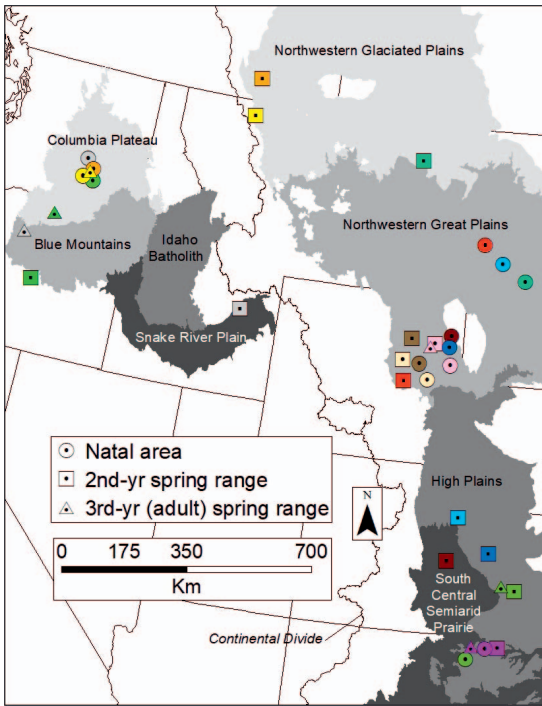 Northwestern Glaciated Plains
Columbia Plateau
Northwestern Great Plains
Blue Mountains
Idaho
Batholith
Snake River Plain
Natal area
2nd-yr spring range
3rd-yr (adult) spring range
High Plains
N
0 175 350 700
Km
South
Central
Semiarid
Prairie
Continental Divide